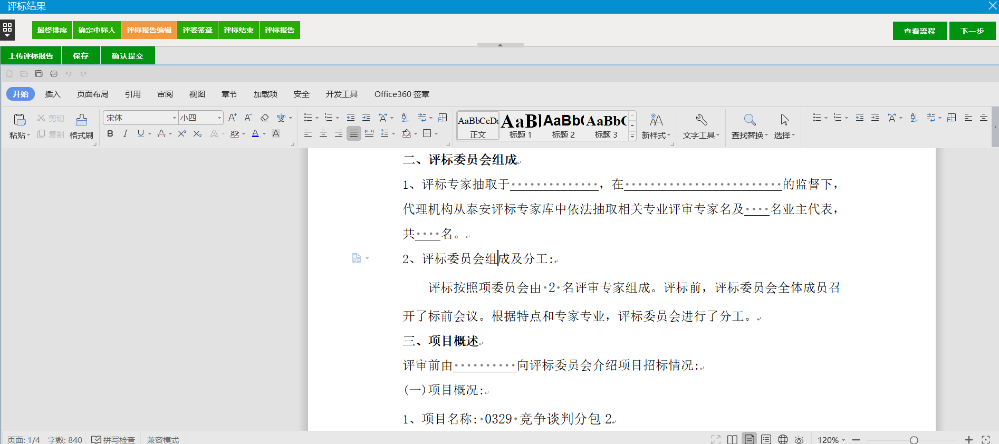 评标结果
最终排序 确定中标人 评标报告编辑 评委签章 评标结束 评标报告 查看流程 下一步
上传评标报告 保存 确认提交
开始 插入 页面布局 引用 审阅 视图 章节 加载项 安全 开发工具 Office360 签章
剪切 宋体 小四 A+ A- wén
AaBbCcDd AaBl AaBb( AaBbC
粘贴 复制 格式刷 B I U A X² X₂ A ab A A 正文 标题 1 标题 2 标题 3 新样式 文字工具 查找替换 选择
二、评标委员会组成
1、评标专家抽取于··············，在·························的监督下，
代理机构从泰安评标专家库中依法抽取相关专业评审专家名及····名业主代表，
共····名。
2、评标委员会组成及分工:
评标按照项委员会由·2·名评审专家组成。评标前，评标委员会全体成员召
开了标前会议。根据特点和专家专业，评标委员会进行了分工。
三、项目概述
评审前由··········向评标委员会介绍项目招标情况:
(一)项目概况:
1、项目名称:·0329·竞争谈判分包 2
页面: 1/4 字数: 840 拼写检查 兼容模式 120%